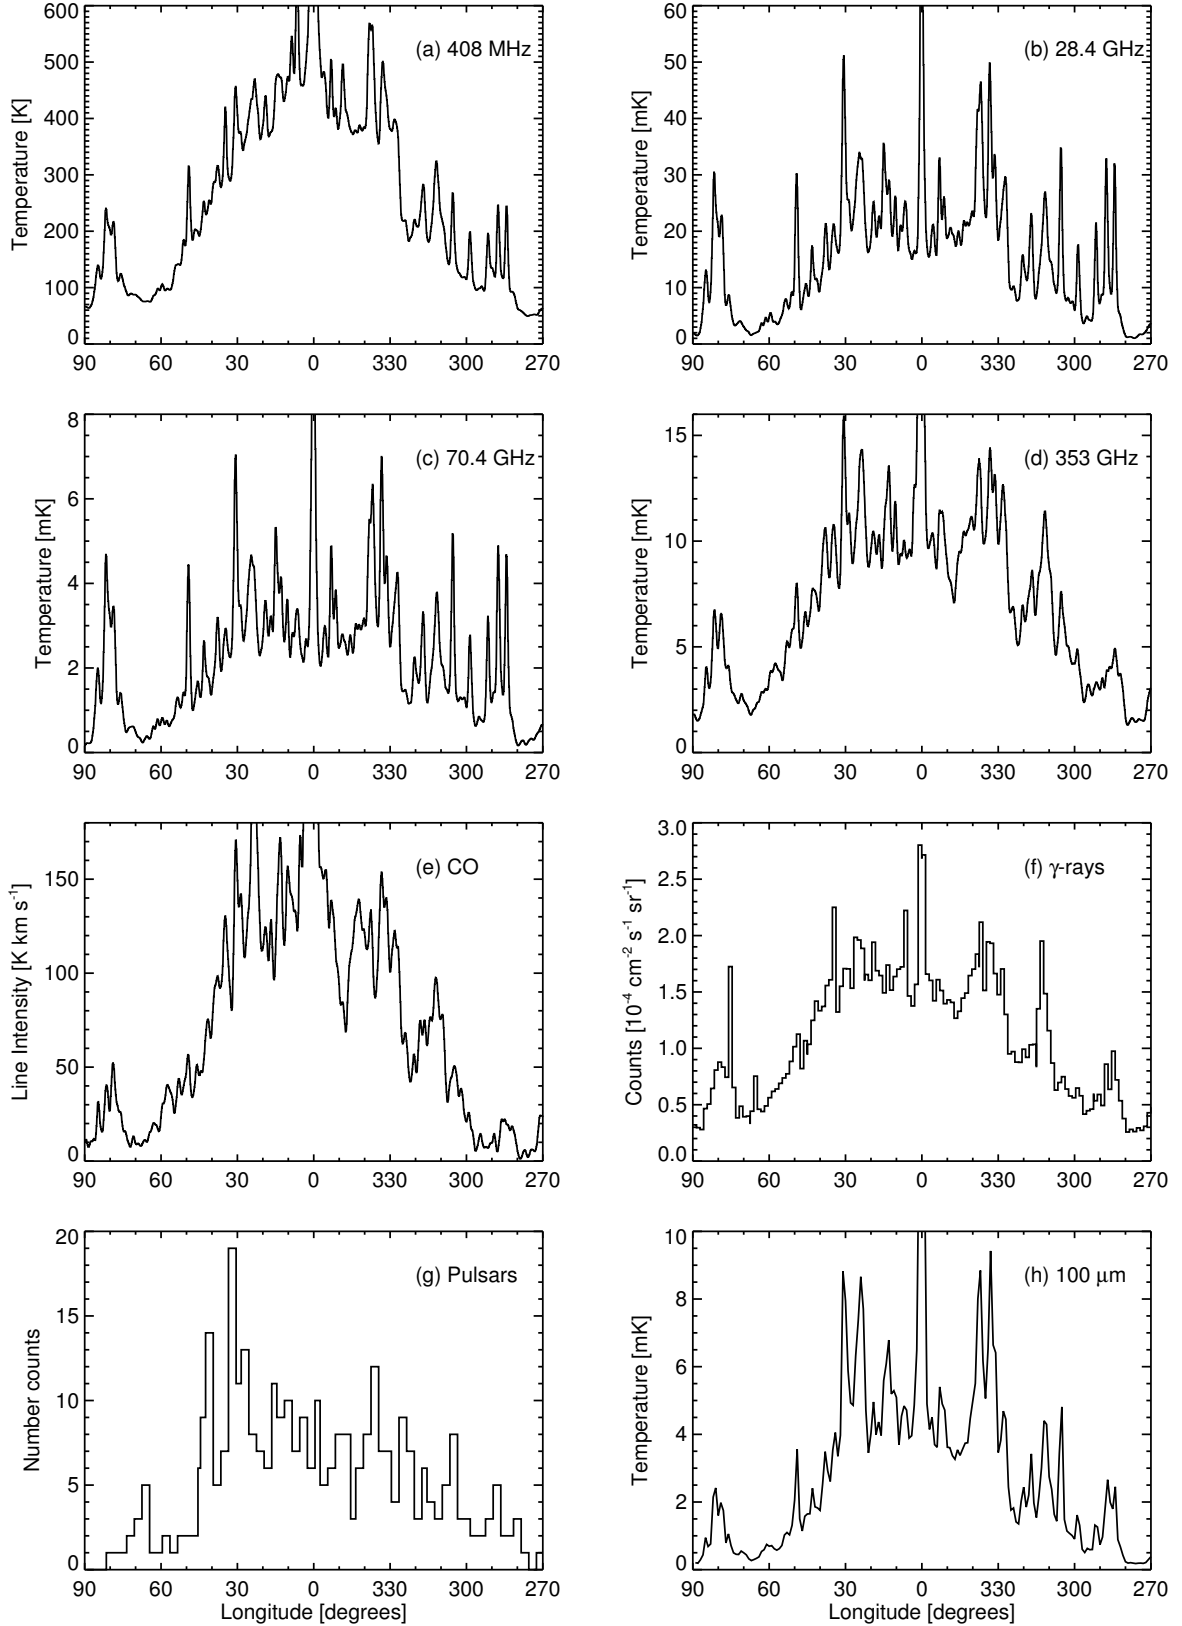 (a) 408 MHz
Temperature [K]
600
500
400
300
200
100
0
90 60 30 0 330 300 270
(b) 28.4 GHz
Temperature [mK]
60
50
40
30
20
10
0
90 60 30 0 330 300 270
(c) 70.4 GHz
Temperature [mK]
8
6
4
2
0
90 60 30 0 330 300 270
(d) 353 GHz
Temperature [mK]
15
10
5
0
90 60 30 0 330 300 270
(e) CO
Line Intensity [K km s⁻¹]
150
100
50
0
90 60 30 0 330 300 270
(f) γ-rays
Counts [10⁻⁴ cm⁻² s⁻¹ sr⁻¹]
3.0
2.5
2.0
1.5
1.0
0.5
0.0
90 60 30 0 330 300 270
(g) Pulsars
Number counts
20
15
10
5
0
90 60 30 0 330 300 270
Longitude [degrees]
(h) 100 μm
Temperature [mK]
10
8
6
4
2
0
90 60 30 0 330 300 270
Longitude [degrees]